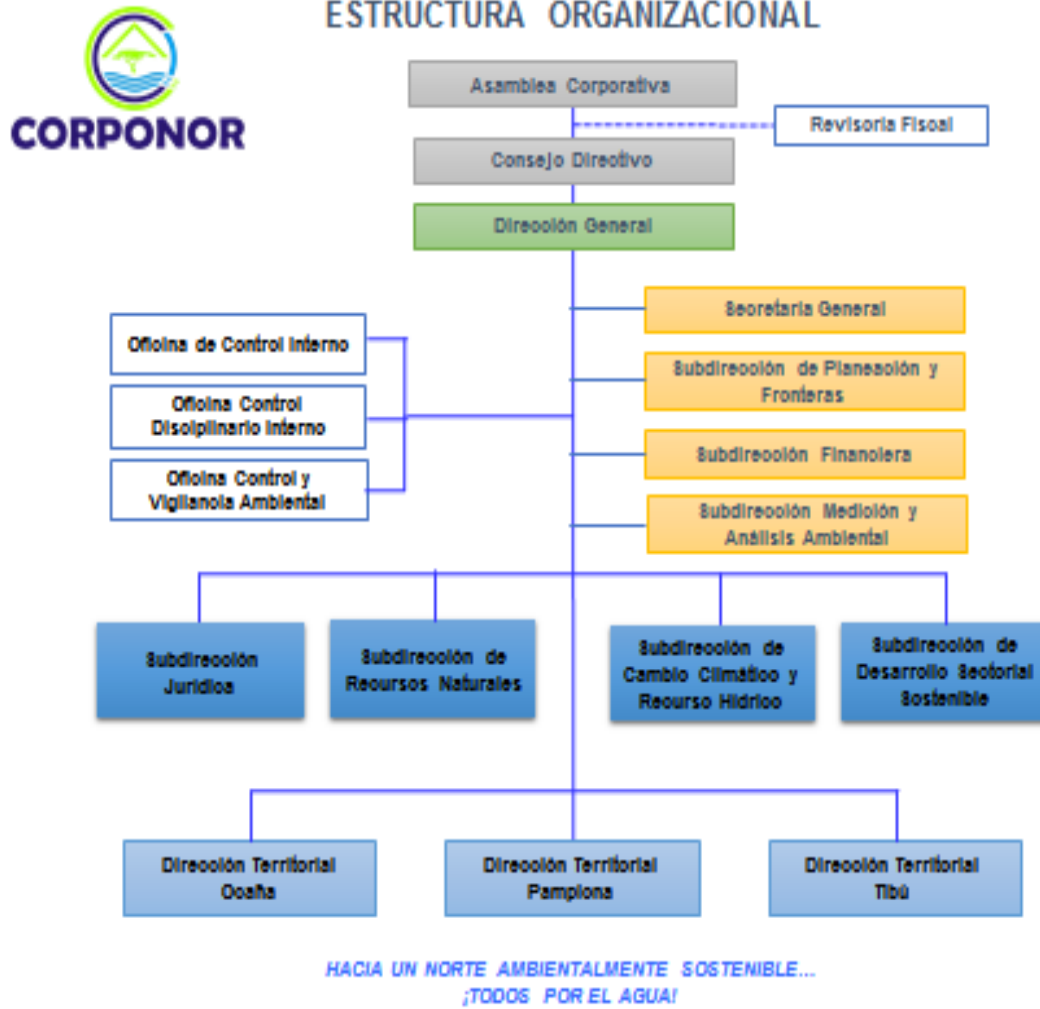 ESTRUCTURA ORGANIZACIONAL
CORPONOR
Asamblea Corporativa
Revisoria Fiscal
Consejo Directivo
Dirección General
Secretaria General
Oficina de Control Interno
Subdirección de Planeación y
Fronteras
Oficina Control
Disciplinario Interno
Subdirección Financiera
Oficina Control y
Vigilancia Ambiental
Subdirección Medición y
Análisis Ambiental
Subdirección
Jurídica
Subdirección de
Recursos Naturales
Subdirección de
Cambio Climático y
Recurso Hídrico
Subdirección de
Desarrollo Sectorial
Sostenible
Dirección Territorial
Ocaña
Dirección Territorial
Pamplona
Dirección Territorial
Tibú
HACIA UN NORTE AMBIENTALMENTE SOSTENIBLE...
¡TODOS POR EL AGUA!